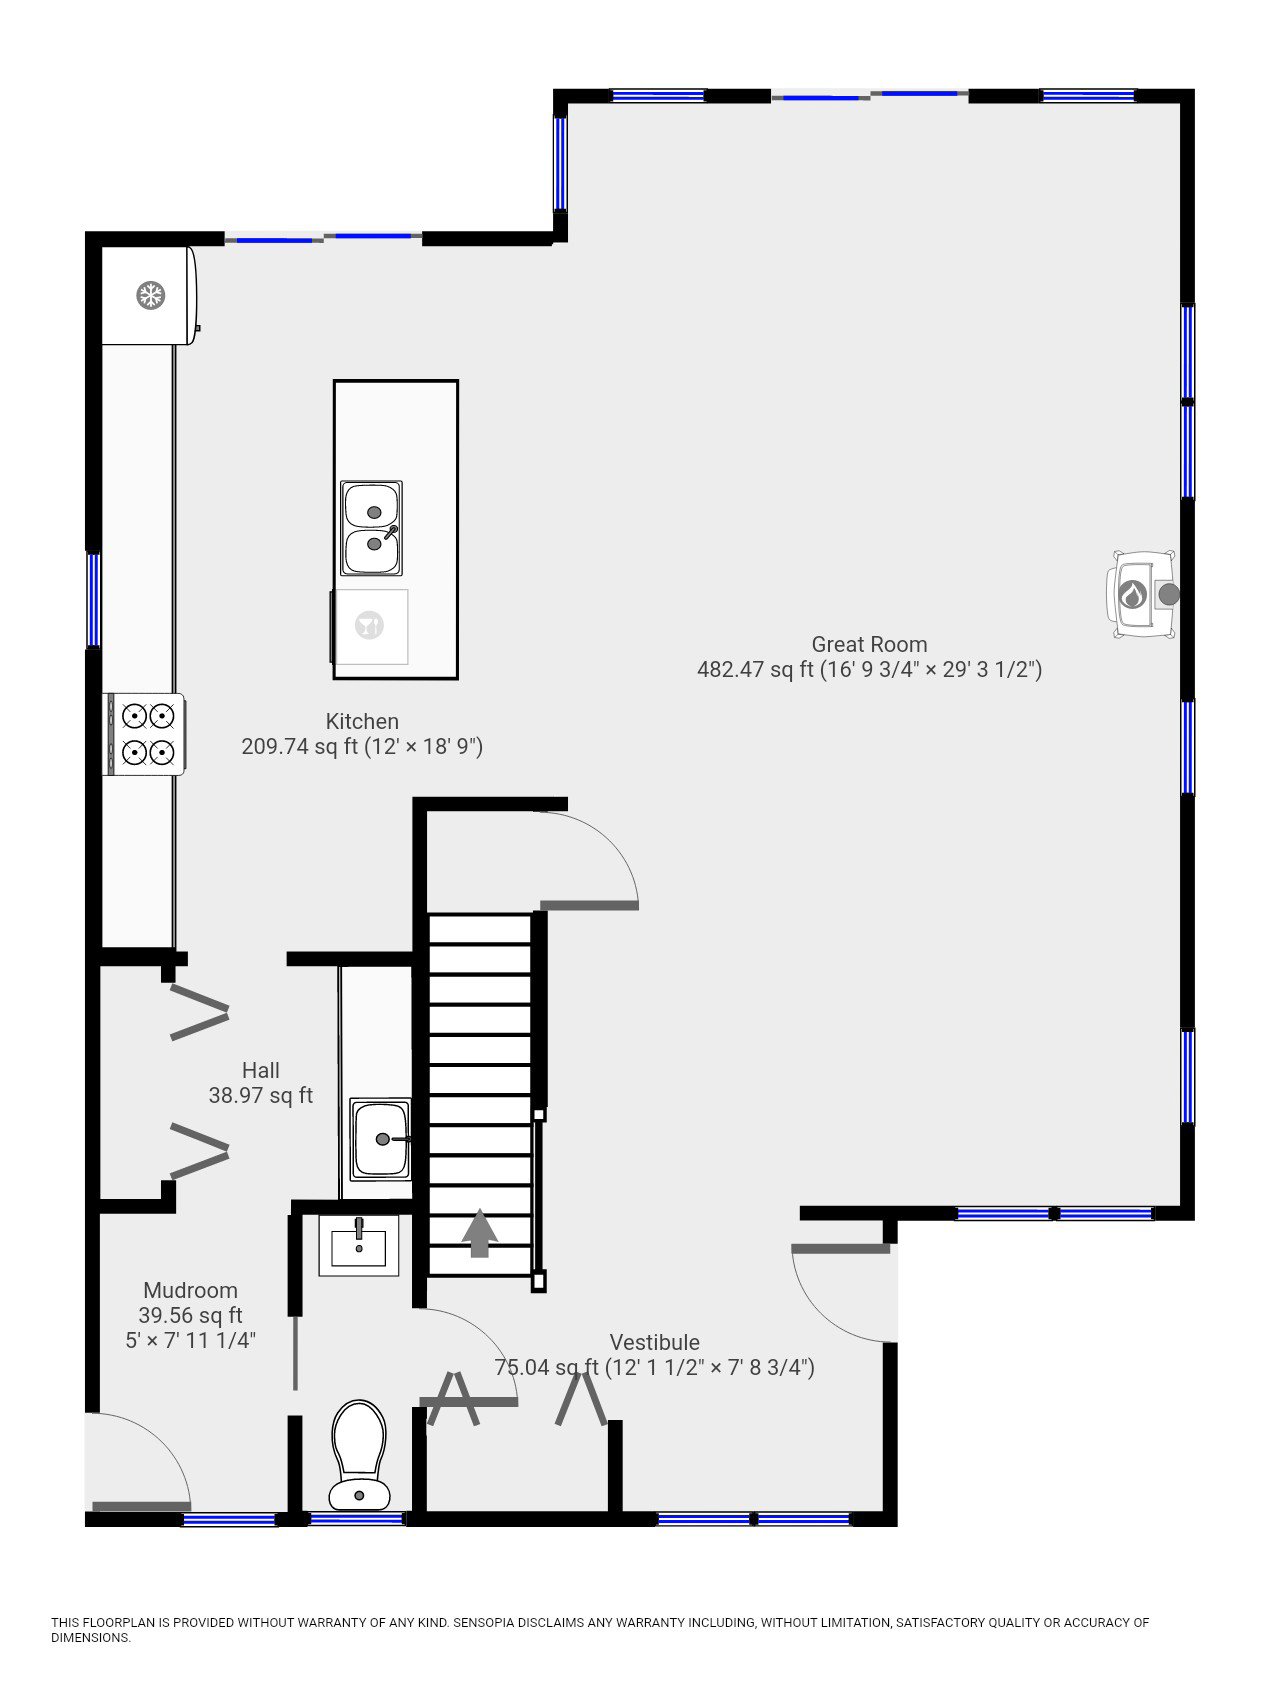 Great Room
482.47 sq ft (16' 9 3/4" × 29' 3 1/2")
Kitchen
209.74 sq ft (12' × 18' 9")
Hall
38.97 sq ft
Mudroom
39.56 sq ft
5' × 7' 11 1/4"
Vestibule
75.04 sq ft (12' 1 1/2" × 7' 8 3/4")
THIS FLOORPLAN IS PROVIDED WITHOUT WARRANTY OF ANY KIND. SENSOPIA DISCLAIMS ANY WARRANTY INCLUDING, WITHOUT LIMITATION, SATISFACTORY QUALITY OR ACCURACY OF
DIMENSIONS.